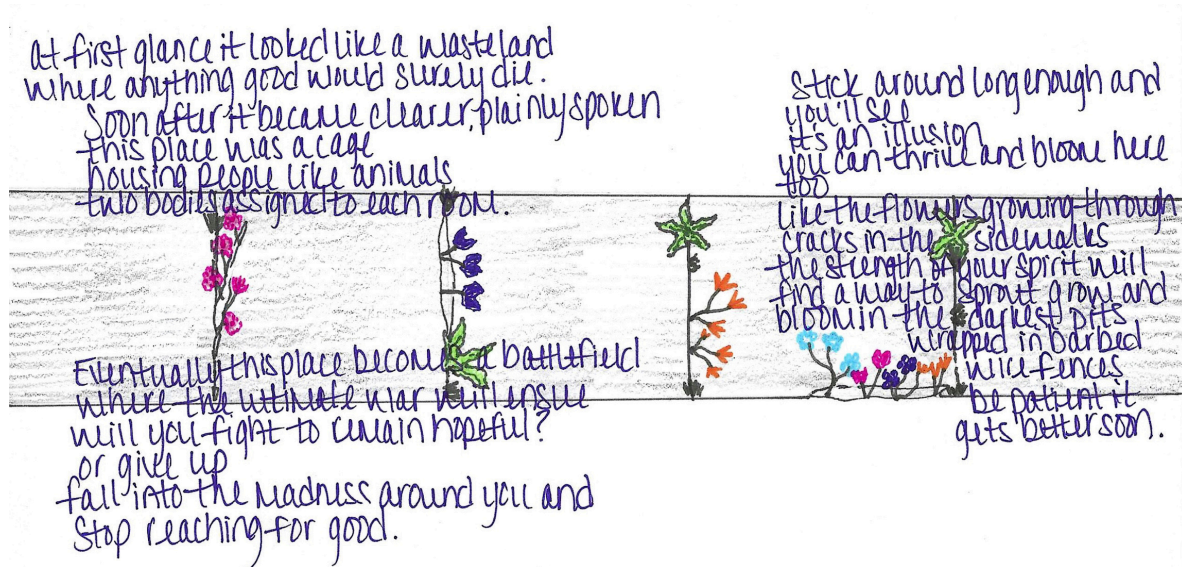 at first glance it looked like a wasteland
where anything good would surely die.
Soon after it became clearer, plainly spoken
this place was a cage
housing people like animals
two bodies assigned to each room.
Eventually this place become a battlefield
where the ultimate war will ensue
will you fight to remain hopeful?
or give up
fall into the madness around you and
Stop reaching for good.
Stick around long enough and
you'll see
it's an illusion
you can thrive and bloom here
too
like the flowers growing through
cracks in the sidewalks
the strength of your spirit will
find a way to sprout grow and
bloom in the darkest pits
wrapped in barbed
wire fences
be patient it
gets better soon.